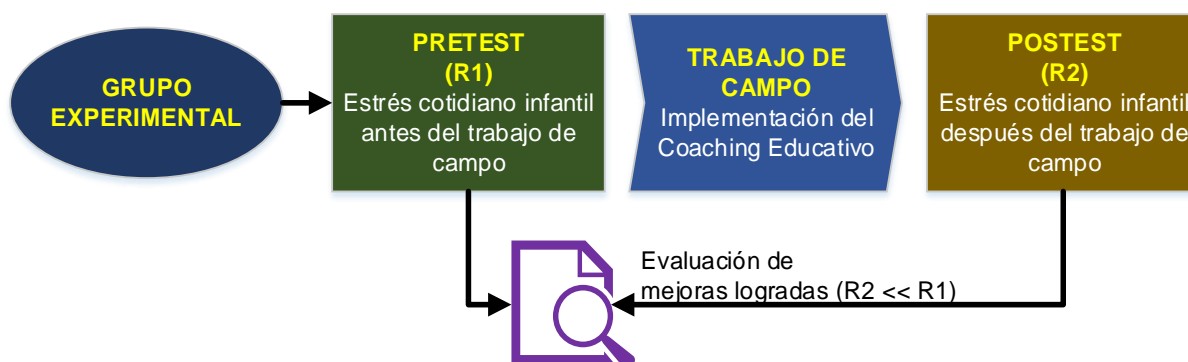 GRUPO
EXPERIMENTAL
PRETEST
(R1)
Estrés cotidiano infantil
antes del trabajo de
campo
TRABAJO DE
CAMPO
Implementación del
Coaching Educativo
POSTEST
(R2)
Estrés cotidiano infantil
después del trabajo de
campo
Evaluación de
mejoras logradas (R2 << R1)